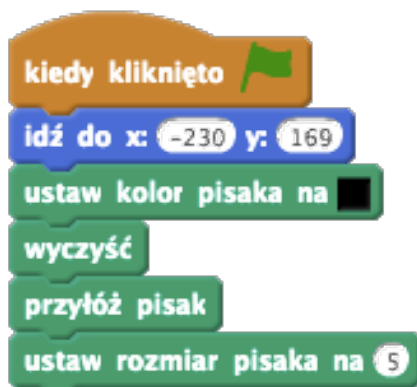 kiedy kliknięto
idź do x: -230 y: 169
ustaw kolor pisaka na
wyczyść
przyłóż pisak
ustaw rozmiar pisaka na 5